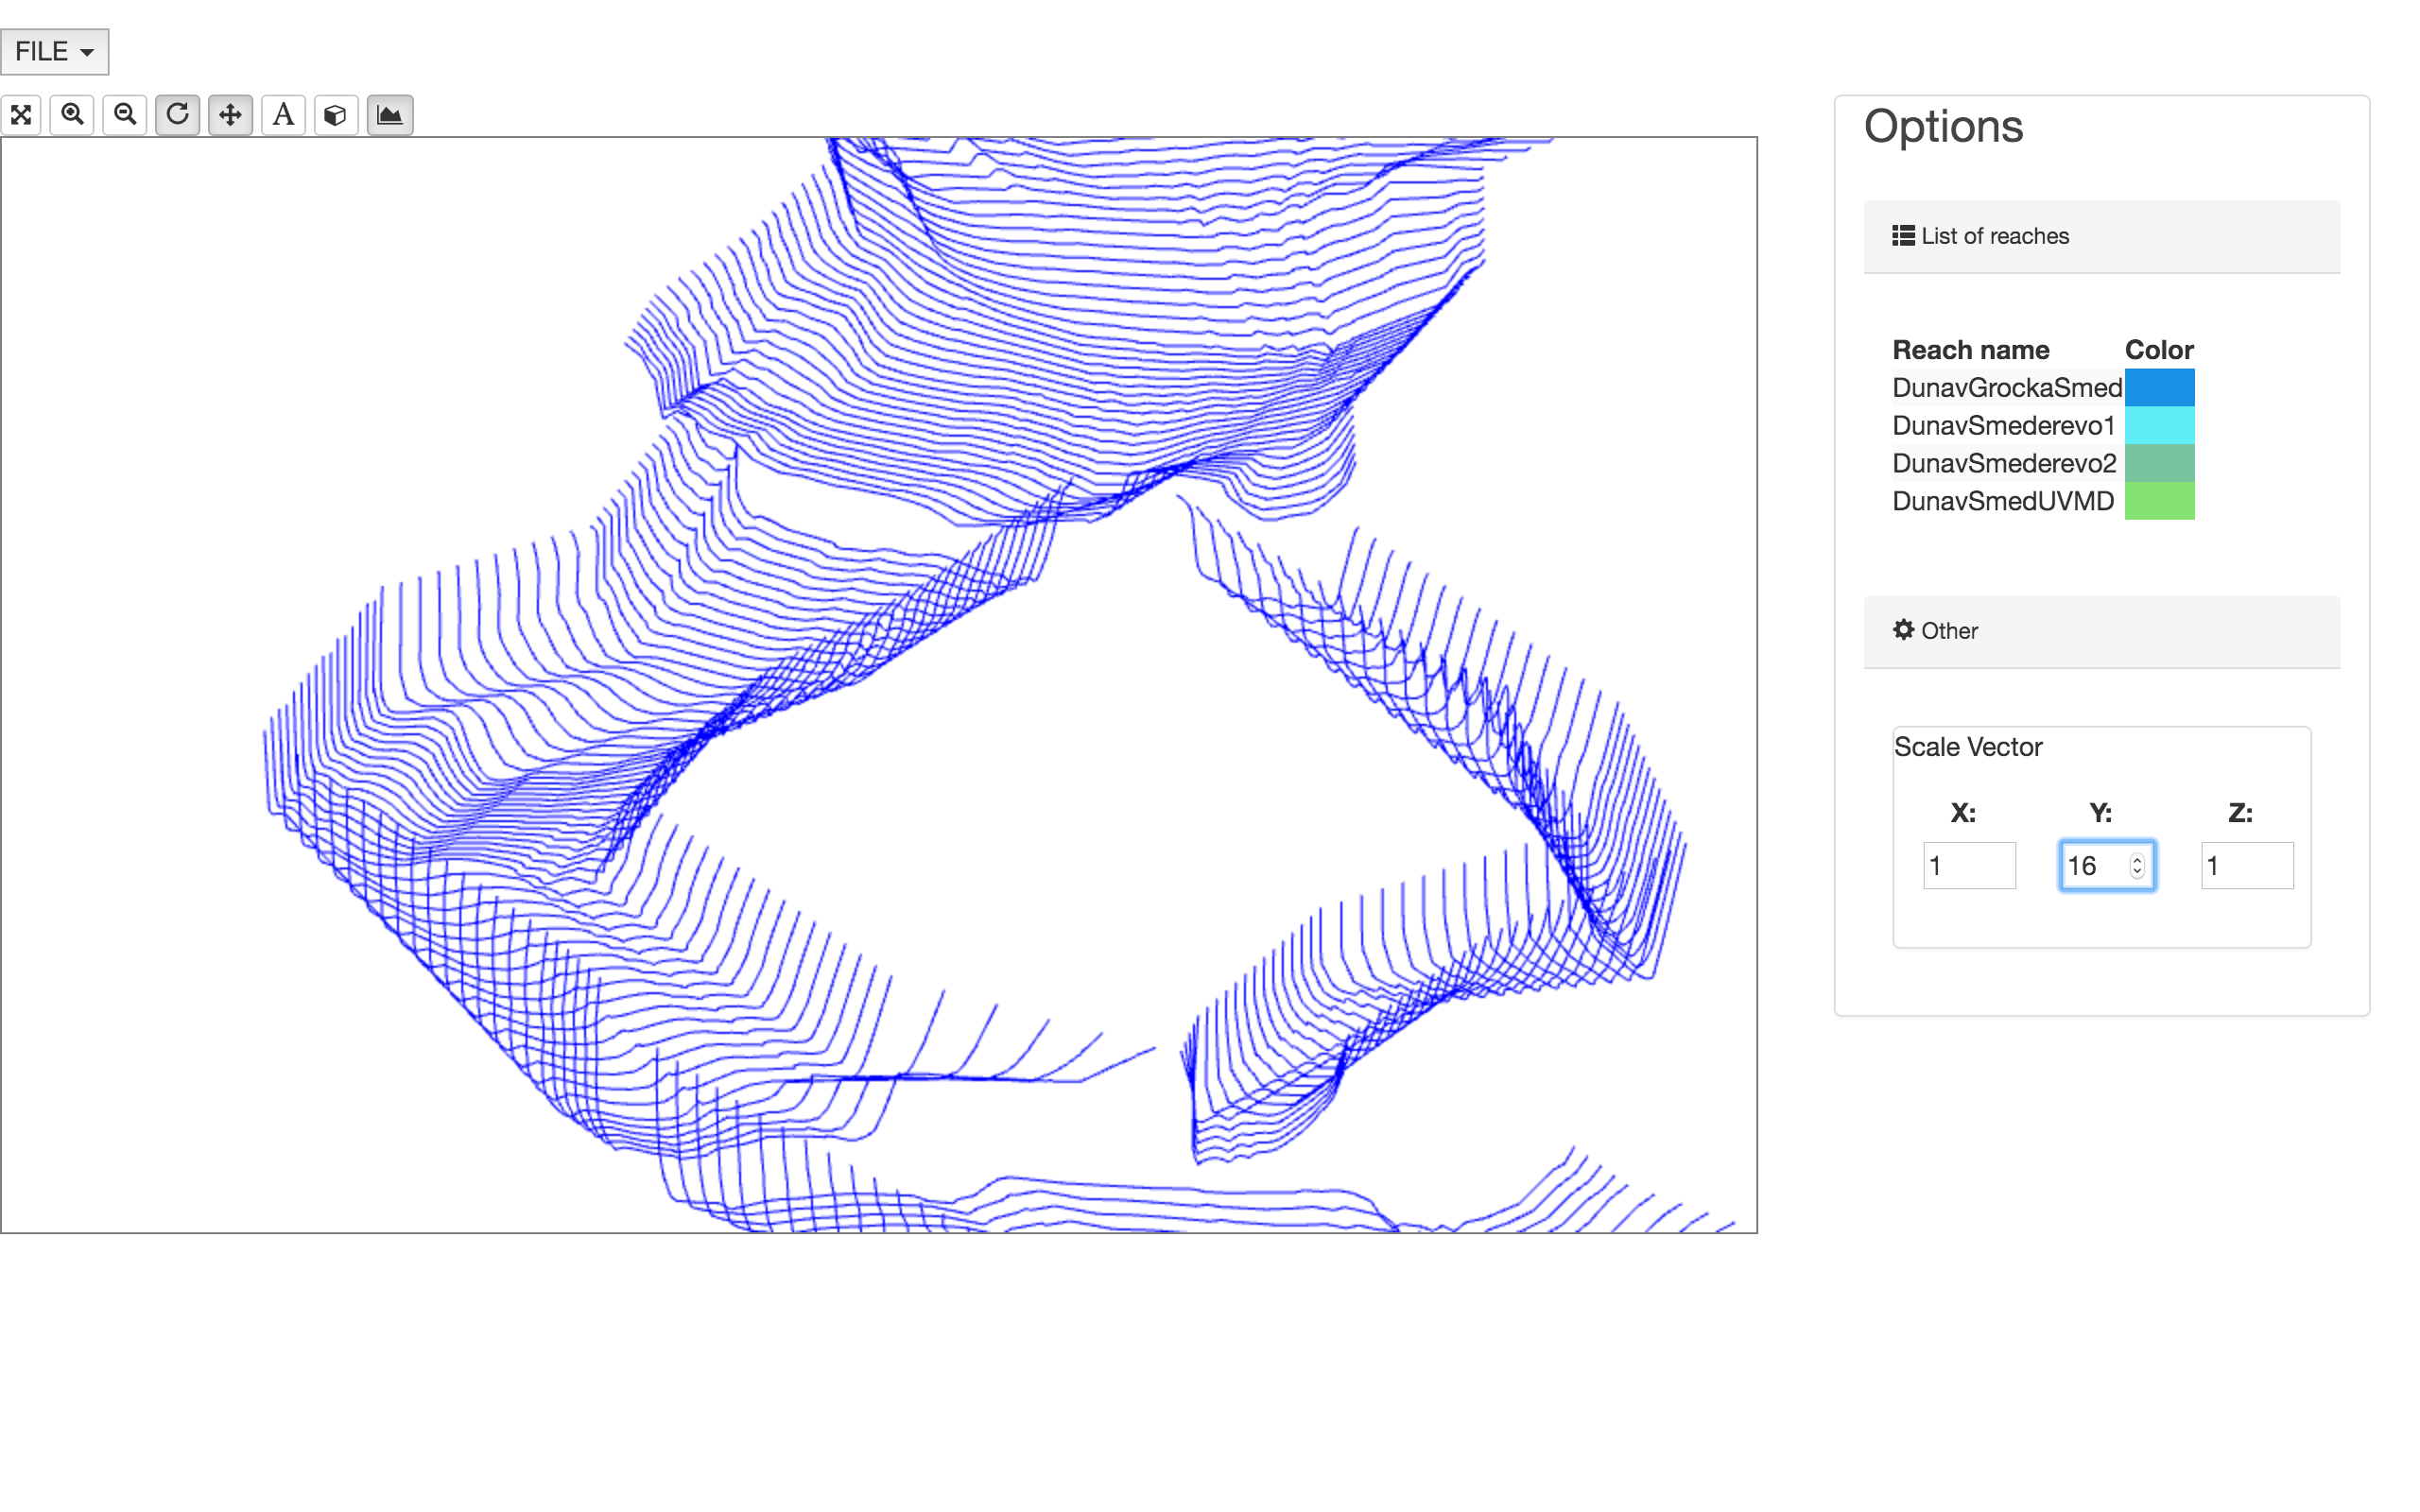 FILE
A
Options
List of reaches
Reach name Color
DunavGrockaSmed
DunavSmederevo1
DunavSmederevo2
DunavSmedUVMD
Other
Scale Vector
X: Y: Z:
1 16 1